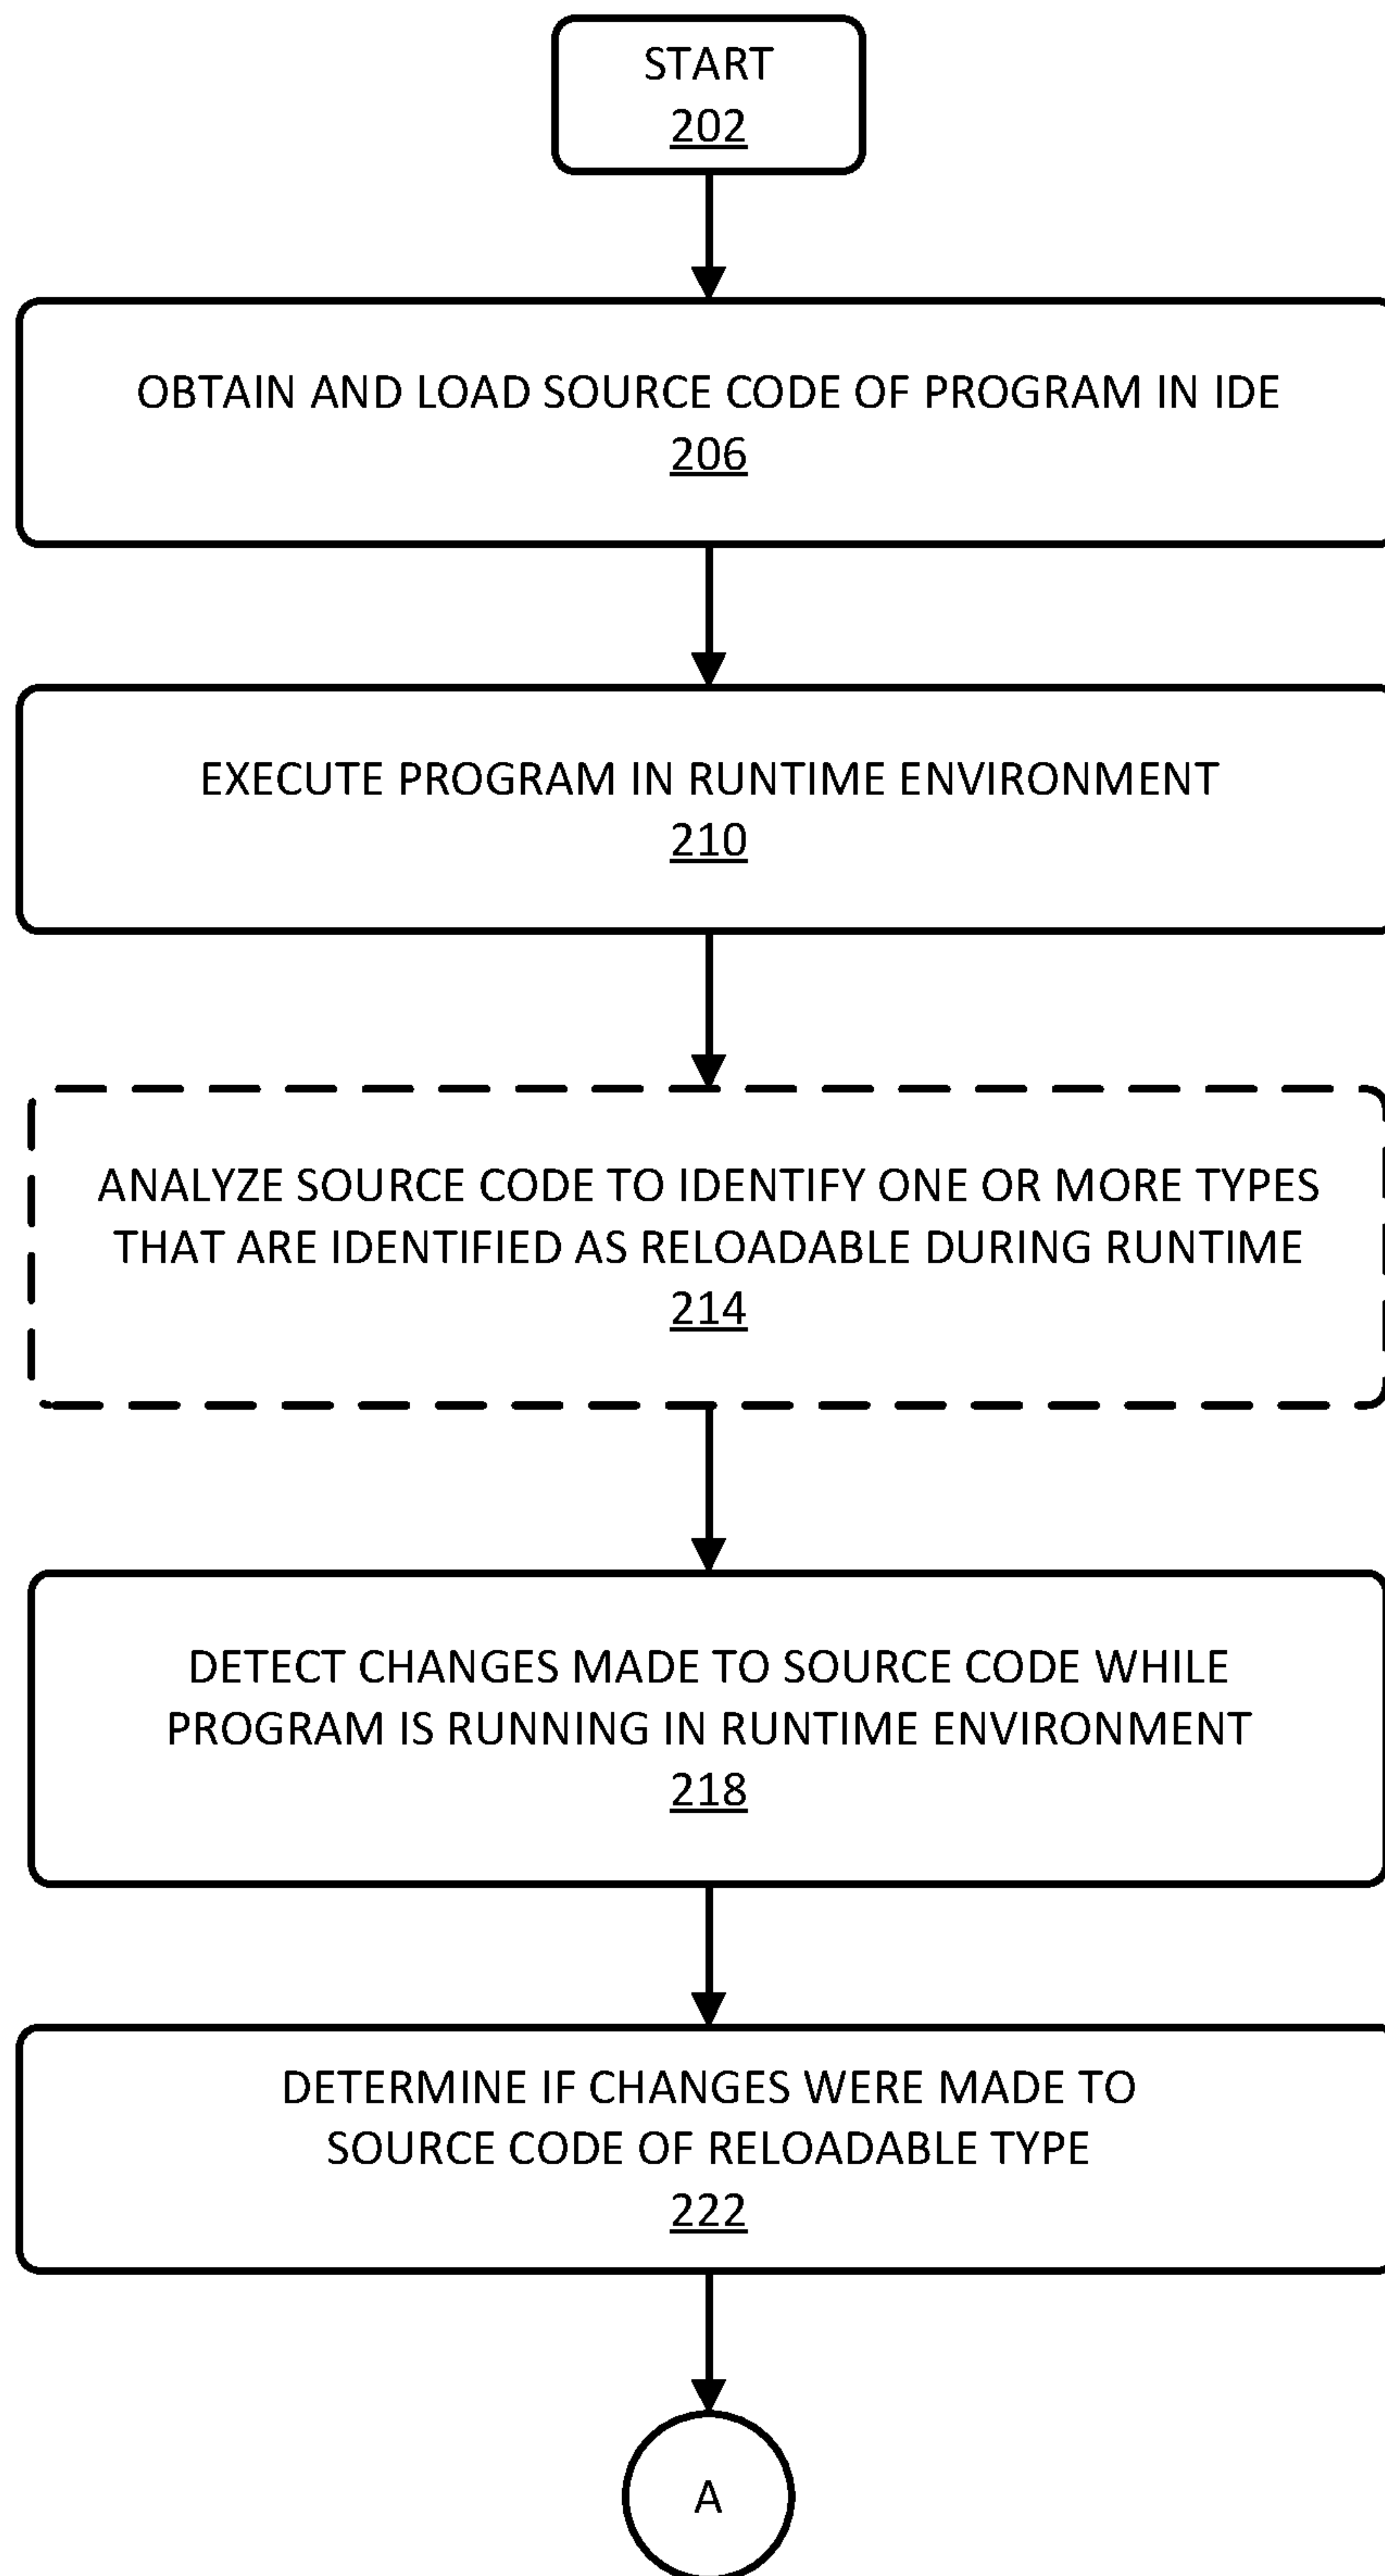 START
202
OBTAIN AND LOAD SOURCE CODE OF PROGRAM IN IDE
206
EXECUTE PROGRAM IN RUNTIME ENVIRONMENT
210
ANALYZE SOURCE CODE TO IDENTIFY ONE OR MORE TYPES
THAT ARE IDENTIFIED AS RELOADABLE DURING RUNTIME
214
DETECT CHANGES MADE TO SOURCE CODE WHILE
PROGRAM IS RUNNING IN RUNTIME ENVIRONMENT
218
DETERMINE IF CHANGES WERE MADE TO
SOURCE CODE OF RELOADABLE TYPE
222
A